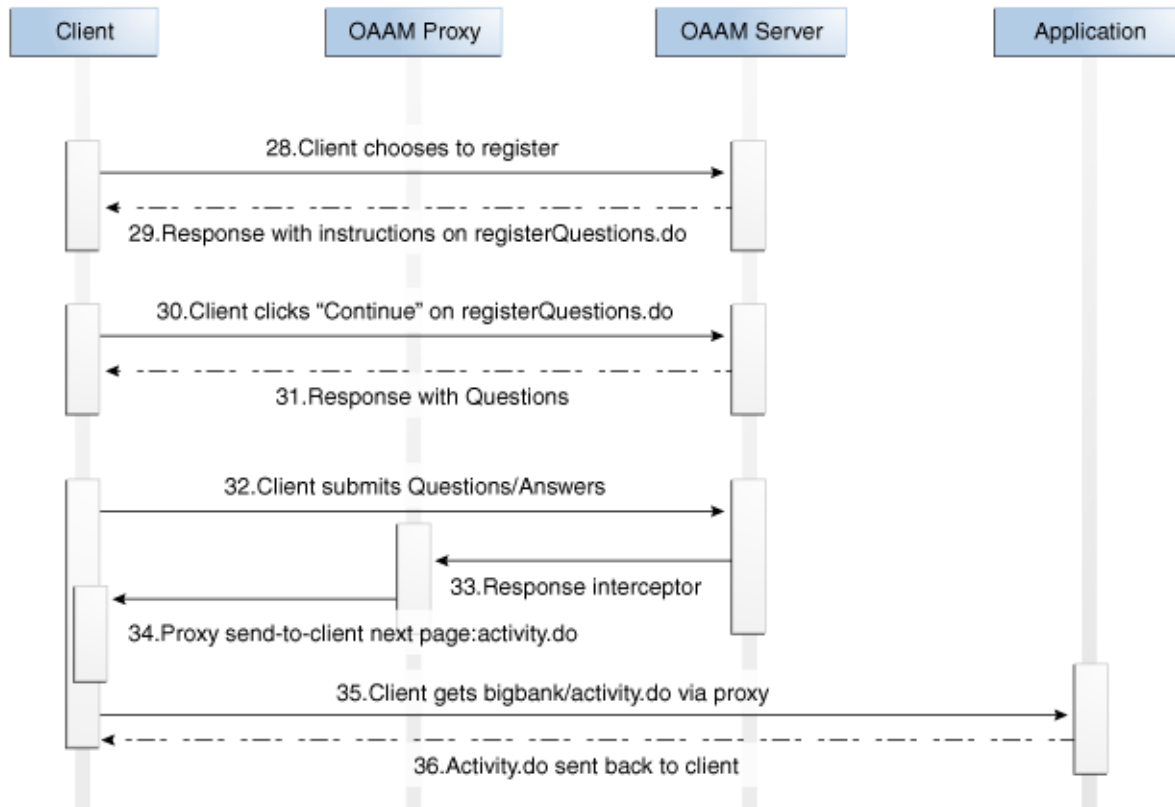 Client
OAAM Proxy
OAAM Server
Application
28.Client chooses to register
29.Response with instructions on registerQuestions.do
30.Client clicks “Continue” on registerQuestions.do
31.Response with Questions
32.Client submits Questions/Answers
33.Response interceptor
34.Proxy send-to-client next page:activity.do
35.Client gets bigbank/activity.do via proxy
36.Activity.do sent back to client